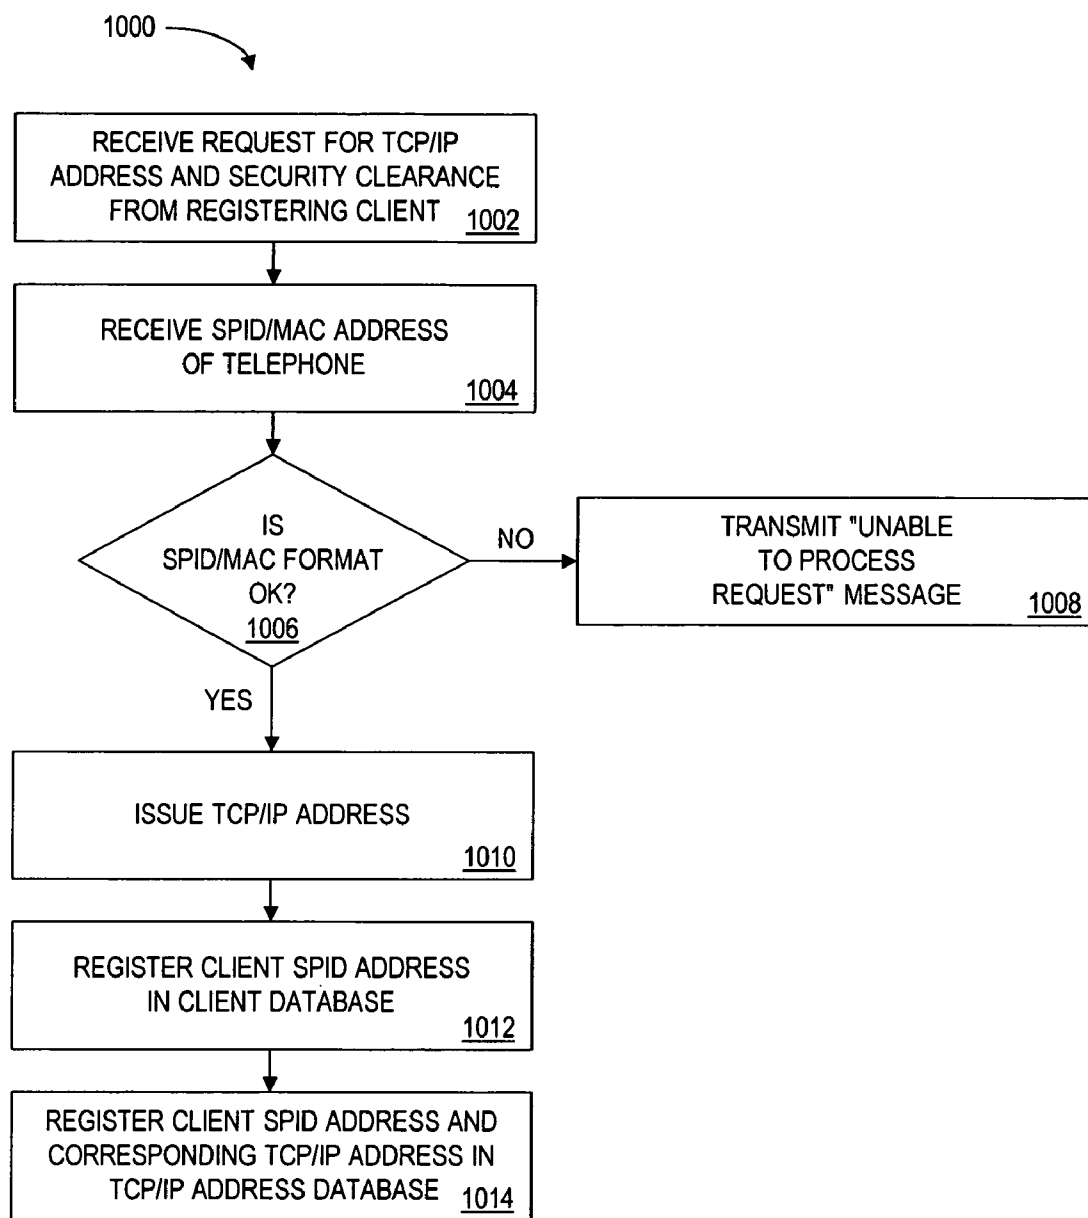 1000
RECEIVE REQUEST FOR TCP/IP
ADDRESS AND SECURITY CLEARANCE
FROM REGISTERING CLIENT
1002
RECEIVE SPID/MAC ADDRESS
OF TELEPHONE
1004
IS
SPID/MAC FORMAT
OK?
1006
NO
TRANSMIT "UNABLE
TO PROCESS
REQUEST" MESSAGE
1008
YES
ISSUE TCP/IP ADDRESS
1010
REGISTER CLIENT SPID ADDRESS
IN CLIENT DATABASE
1012
REGISTER CLIENT SPID ADDRESS AND
CORRESPONDING TCP/IP ADDRESS IN
TCP/IP ADDRESS DATABASE
1014